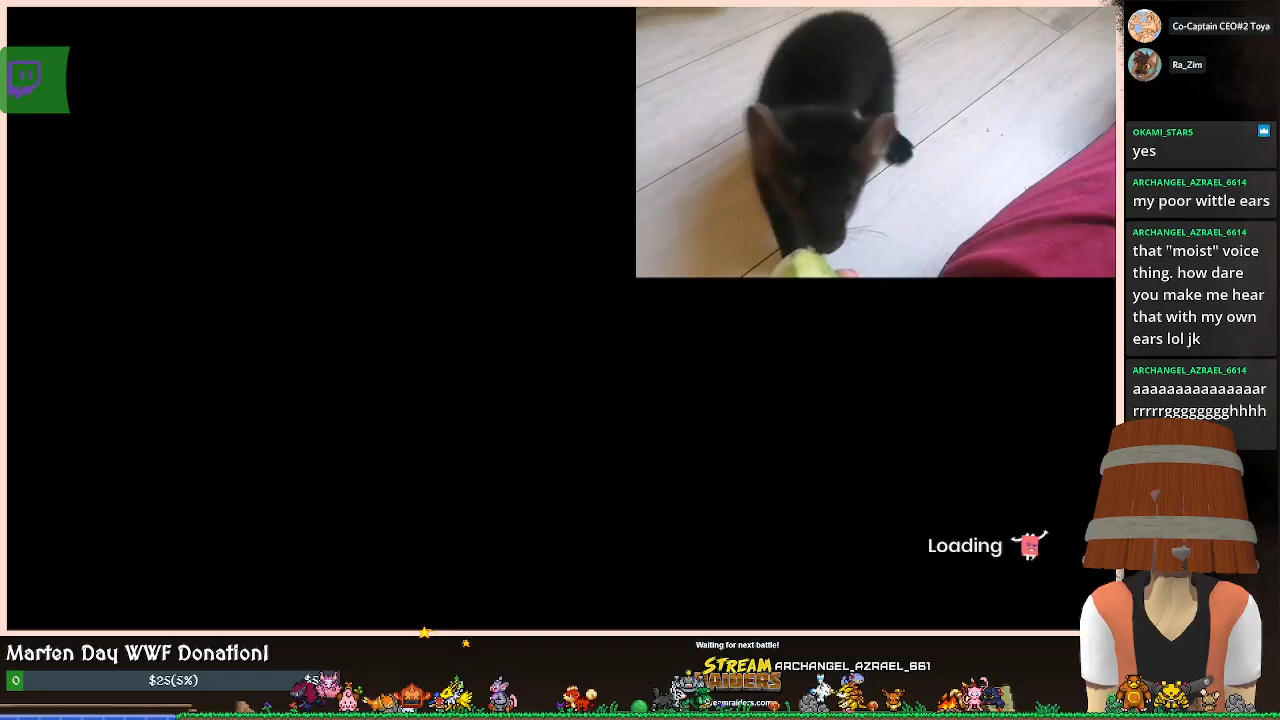 Co-Captain CEO#2 Toya
Ra_Zim
OKAMI_STAR5
yes
ARCHANGEL_AZRAEL_6614
my poor wittle ears
ARCHANGEL_AZRAEL_6614
that "moist" voice
thing. how dare
you make me hear
that with my own
ears lol jk
ARCHANGEL_AZRAEL_6614
aaaaaaaaaaaaaaar
rrrrrggggggggghhhh
Loading
Marten Day WWF Donation!
0
$25(5%)
Waiting for next battle!
STREAM
RAIDERS
ARCHANGEL_AZRAEL_661